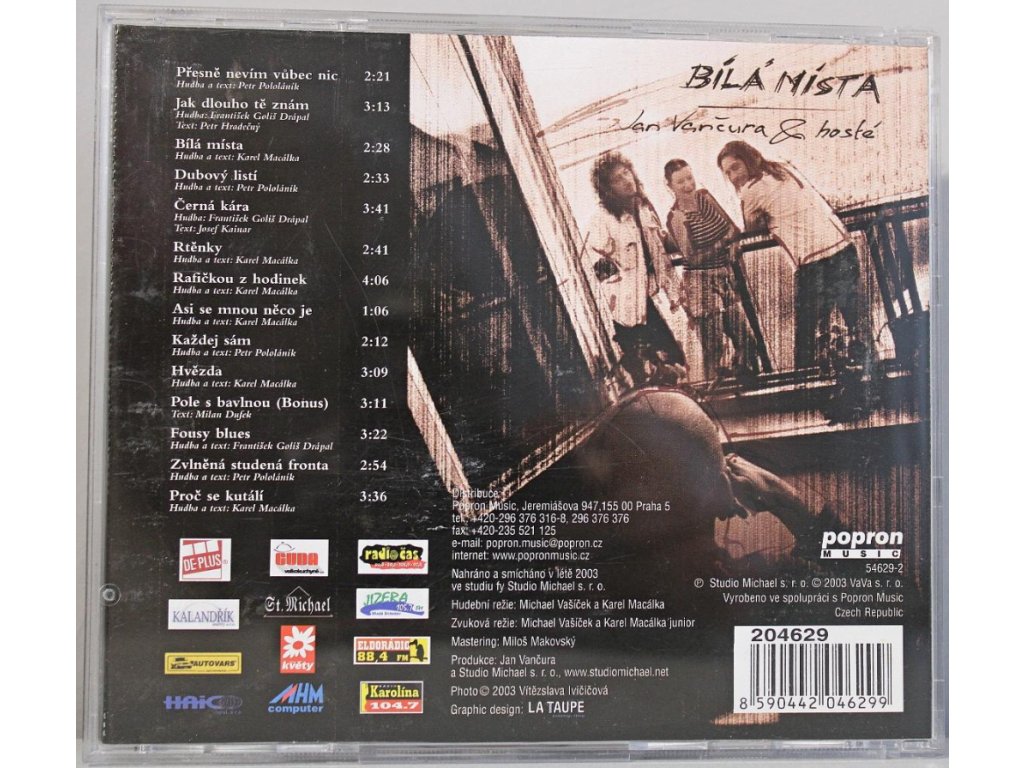 BÍLÁ MÍSTA
Jan Vančura & hosté
Přesně nevím vůbec nic 2:21
Hudba a text: Petr Pololáník
Jak dlouho tě znám 3:13
Hudba: František Goliš Drápal
Text: Petr Hradečný
Bílá místa 2:28
Hudba a text: Karel Macálka
Dubový listí 2:33
Hudba a text: Petr Pololáník
Černá kára 3:41
Hudba: František Goliš Drápal
Text: Josef Kainar
Rtěnky 2:41
Hudba a text: Karel Macálka
Rafičkou z hodinek 4:06
Hudba a text: Karel Macálka
Asi se mnou něco je 1:06
Hudba a text: Karel Macálka
Každej sám 2:12
Hudba a text: Petr Pololáník
Hvězda 3:09
Hudba a text: Karel Macálka
Pole s bavlnou (Bonus) 3:11
Text: Milan Dufek
Fousy blues 3:22
Hudba a text: František Goliš Drápal
Zvlněná studená fronta 2:54
Hudba a text: Petr Pololáník
Proč se kutálí 3:36
Hudba a text: Karel Macálka
Distribuce:
Popron Music, Jeremiášova 947,155 00 Praha 5
tel.: +420-296 376 316-8, 296 376 376
fax: +420-235 521 125
e-mail: popron.music@popron.cz
internet: www.popronmusic.cz
Nahráno a smícháno v létě 2003
ve studiu fy Studio Michael s. r. o.
Hudební režie: Michael Vašíček a Karel Macálka
Zvuková režie: Michael Vašíček a Karel Macálka junior
Mastering: Miloš Makovský
Produkce: Jan Vančura
a Studio Michael s. r. o., www.studiomichael.net
Photo © 2003 Vítězslava Ivičičová
Graphic design: LA TAUPE
popron
MUSIC
54629-2
℗ Studio Michael s. r. o. © 2003 VaVa s. r. o.
Vyrobeno ve spolupráci s Popron Music
Czech Republic
204629
8 590442 046299
DE-PLUS
GUDA
radio čas
KALANDŘÍK
St. Michael
JIZERA
105,7 FM
AUTOVARS
květy
ELDORÁDIO
88,4 FM
HAIC
MHM
computer
Karolína
104.7